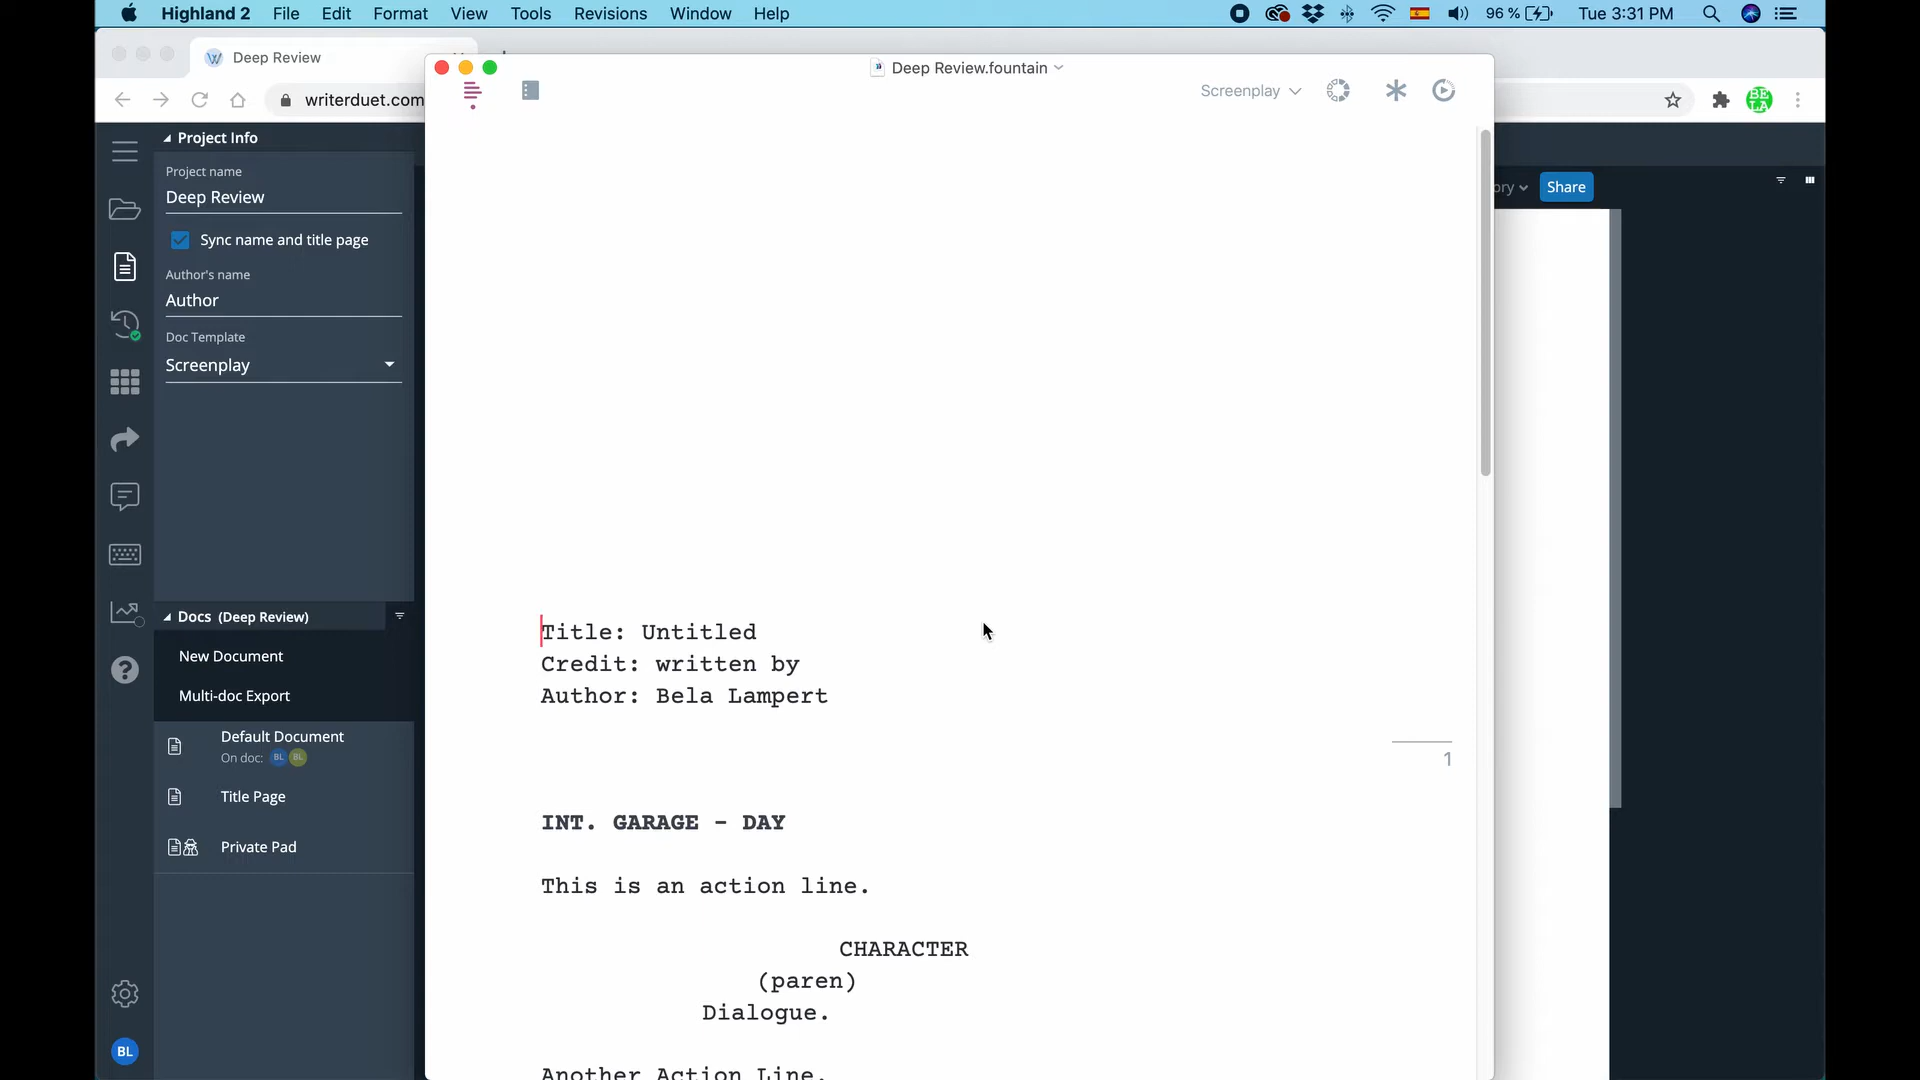 Highland 2 File Edit Format View Tools Revisions Window Help 96 % Tue 3:31 PM
Deep Review
Deep Review.fountain
writerduet.com
Screenplay
Project Info
Project name
Deep Review
Share
Sync name and title page
Author's name
Author
Doc Template
Screenplay
Docs (Deep Review)
New Document
Multi-doc Export
Default Document
On doc: BL BL
Title Page
Private Pad
BL
Title: Untitled
Credit: written by
Author: Bela Lampert
1
INT. GARAGE - DAY
This is an action line.
CHARACTER
(paren)
Dialogue.
Another Action Line.